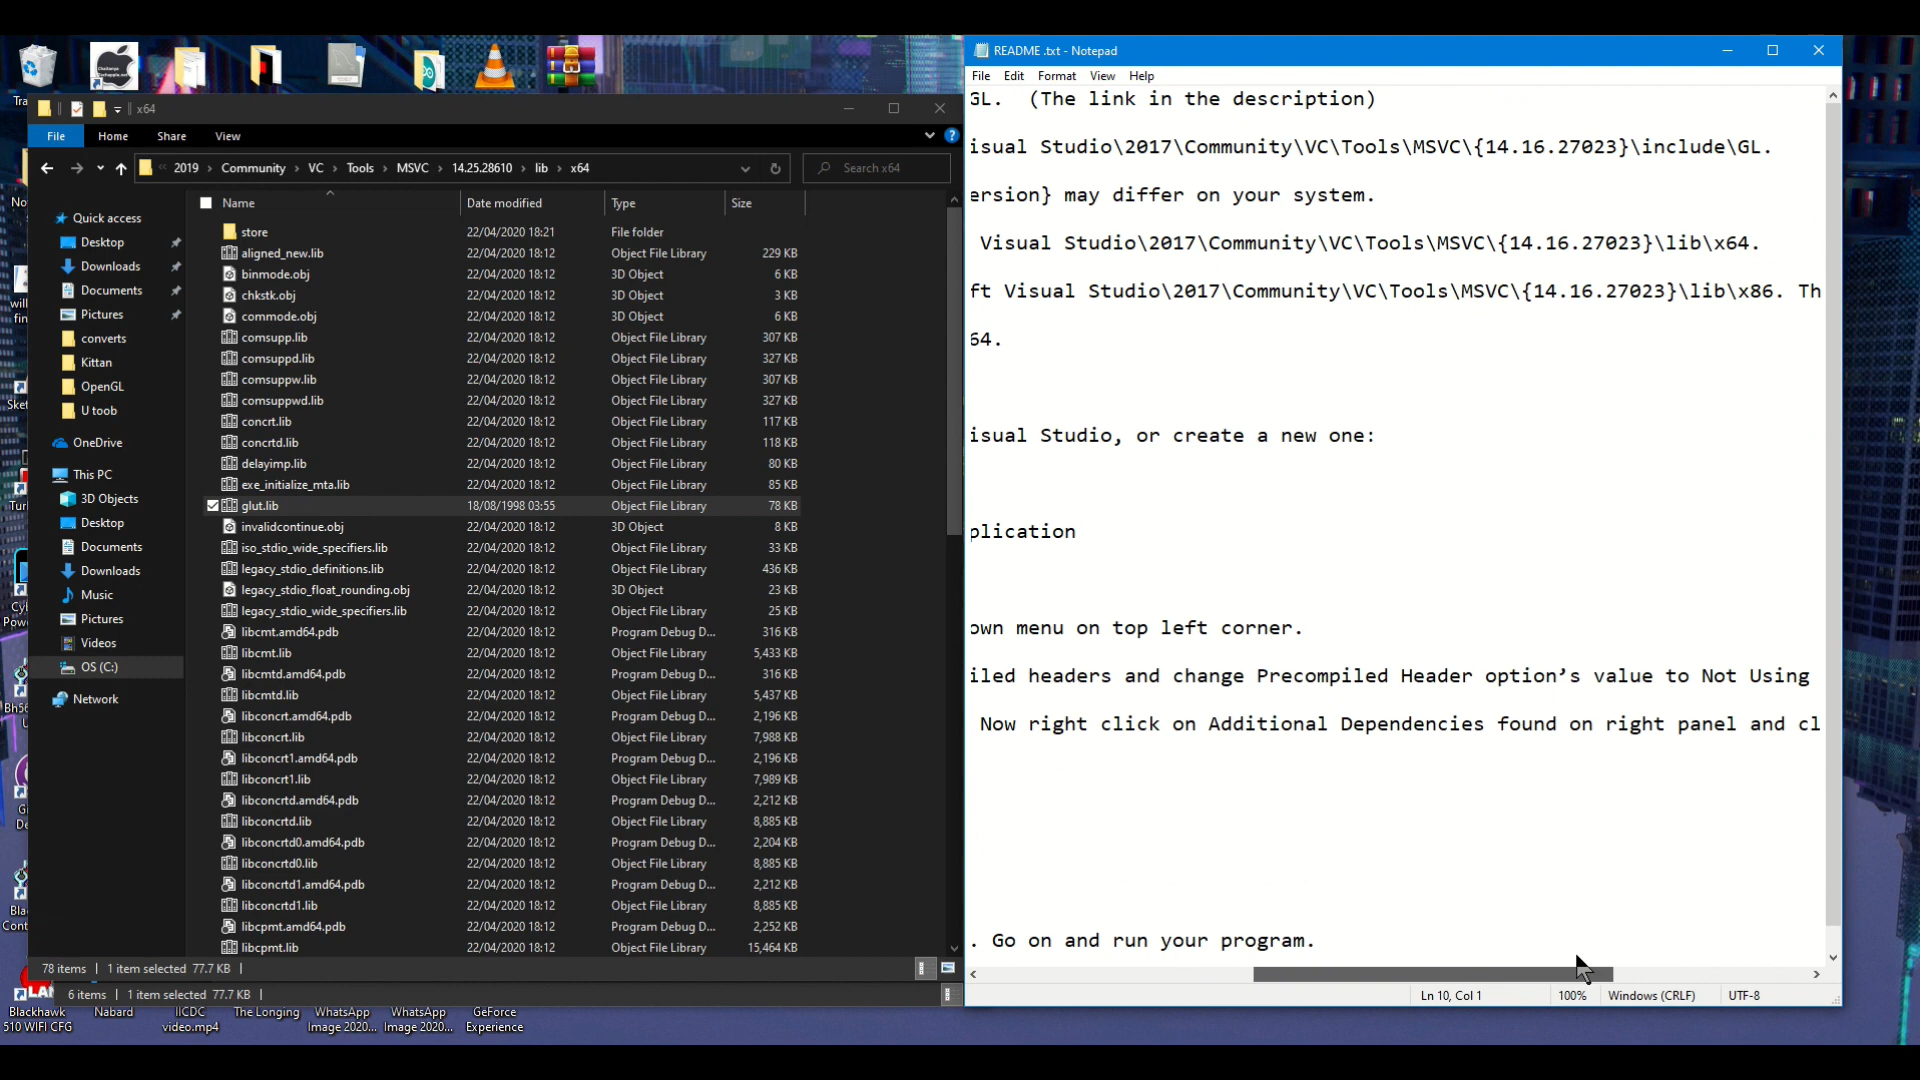 x64
File
Home
Share
View
2019 › Community › VC › Tools › MSVC › 14.25.28610 › lib › x64
Search x64
Quick access
Desktop
Downloads
Documents
Pictures
converts
Kittan
OpenGL
U toob
OneDrive
This PC
3D Objects
Desktop
Documents
Downloads
Music
Pictures
Videos
OS (C:)
Network
Name Date modified Type Size
store 22/04/2020 18:21 File folder
aligned_new.lib 22/04/2020 18:12 Object File Library 229 KB
binmode.obj 22/04/2020 18:12 3D Object 6 KB
chkstk.obj 22/04/2020 18:12 3D Object 3 KB
commode.obj 22/04/2020 18:12 3D Object 6 KB
comsupp.lib 22/04/2020 18:12 Object File Library 307 KB
comsuppd.lib 22/04/2020 18:12 Object File Library 327 KB
comsuppw.lib 22/04/2020 18:12 Object File Library 307 KB
comsuppwd.lib 22/04/2020 18:12 Object File Library 327 KB
concrt.lib 22/04/2020 18:12 Object File Library 117 KB
concrtd.lib 22/04/2020 18:12 Object File Library 118 KB
delayimp.lib 22/04/2020 18:12 Object File Library 80 KB
exe_initialize_mta.lib 22/04/2020 18:12 Object File Library 85 KB
glut.lib 18/08/1998 03:55 Object File Library 78 KB
invalidcontinue.obj 22/04/2020 18:12 3D Object 8 KB
iso_stdio_wide_specifiers.lib 22/04/2020 18:12 Object File Library 33 KB
legacy_stdio_definitions.lib 22/04/2020 18:12 Object File Library 436 KB
legacy_stdio_float_rounding.obj 22/04/2020 18:12 3D Object 23 KB
legacy_stdio_wide_specifiers.lib 22/04/2020 18:12 Object File Library 25 KB
libcmt.amd64.pdb 22/04/2020 18:12 Program Debug D... 316 KB
libcmt.lib 22/04/2020 18:12 Object File Library 5,433 KB
libcmtd.amd64.pdb 22/04/2020 18:12 Program Debug D... 316 KB
libcmtd.lib 22/04/2020 18:12 Object File Library 5,437 KB
libconcrt.amd64.pdb 22/04/2020 18:12 Program Debug D... 2,196 KB
libconcrt.lib 22/04/2020 18:12 Object File Library 7,988 KB
libconcrt1.amd64.pdb 22/04/2020 18:12 Program Debug D... 2,196 KB
libconcrt1.lib 22/04/2020 18:12 Object File Library 7,989 KB
libconcrtd.amd64.pdb 22/04/2020 18:12 Program Debug D... 2,212 KB
libconcrtd.lib 22/04/2020 18:12 Object File Library 8,885 KB
libconcrtd0.amd64.pdb 22/04/2020 18:12 Program Debug D... 2,204 KB
libconcrtd0.lib 22/04/2020 18:12 Object File Library 8,885 KB
libconcrtd1.amd64.pdb 22/04/2020 18:12 Program Debug D... 2,212 KB
libconcrtd1.lib 22/04/2020 18:12 Object File Library 8,885 KB
libcpmt.amd64.pdb 22/04/2020 18:12 Program Debug D... 2,252 KB
libcpmt.lib 22/04/2020 18:12 Object File Library 15,464 KB
78 items 1 item selected 77.7 KB
6 items 1 item selected 77.7 KB
Blackhawk
510 WIFI CFG
Nabard
IICDC
video.mp4
The Longing
WhatsApp
Image 2020...
WhatsApp
Image 2020...
GeForce
Experience
README .txt - Notepad
File Edit Format View Help
GL. (The link in the description)
isual Studio\2017\Community\VC\Tools\MSVC\{14.16.27023}\include\GL.
ersion} may differ on your system.
Visual Studio\2017\Community\VC\Tools\MSVC\{14.16.27023}\lib\x64.
ft Visual Studio\2017\Community\VC\Tools\MSVC\{14.16.27023}\lib\x86. Th
64.
isual Studio, or create a new one:
plication
own menu on top left corner.
iled headers and change Precompiled Header option’s value to Not Using
Now right click on Additional Dependencies found on right panel and cl
. Go on and run your program.
Ln 10, Col 1 100% Windows (CRLF) UTF-8